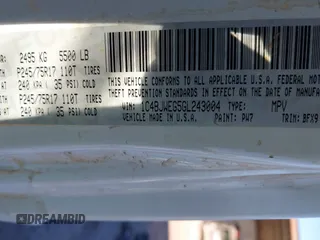 2495 KG 5500 LB
P245/75R17 110T TIRES
240 KPA ( 35 PSI) COLD
P245/75R17 110T TIRES
240 KPA ( 35 PSI) COLD
THIS VEHICLE CONFORMS TO ALL APPLICABLE FEDERAL MOTOR
THEFT PREVENTION STANDARDS IN EFFECT ON THE DATE OF MANUFA
VIN: 1C4BJWEG5GL243004 TYPE: MPV
VEHICLE MADE IN U.S.A. PAINT: PW7 TRIM: BFX9
DREAMBID